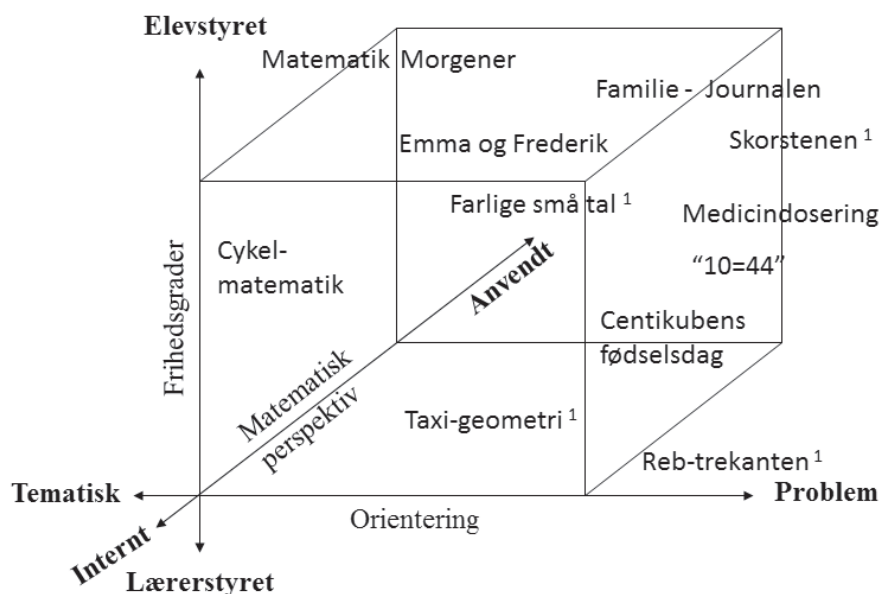 Elevstyret
Matematik Morgener
Familie - Journalen
Emma og Frederik
Skorstenen ¹
Farlige små tal ¹
Medicindosering
Cykel-
matematik
“10=44”
Anvendt
Frihedsgrader
Centikubens
fødselsdag
Matematisk
perspektiv
Taxi-geometri ¹
Reb-trekanten ¹
Tematisk
Problem
Orientering
Internt
Lærerstyret